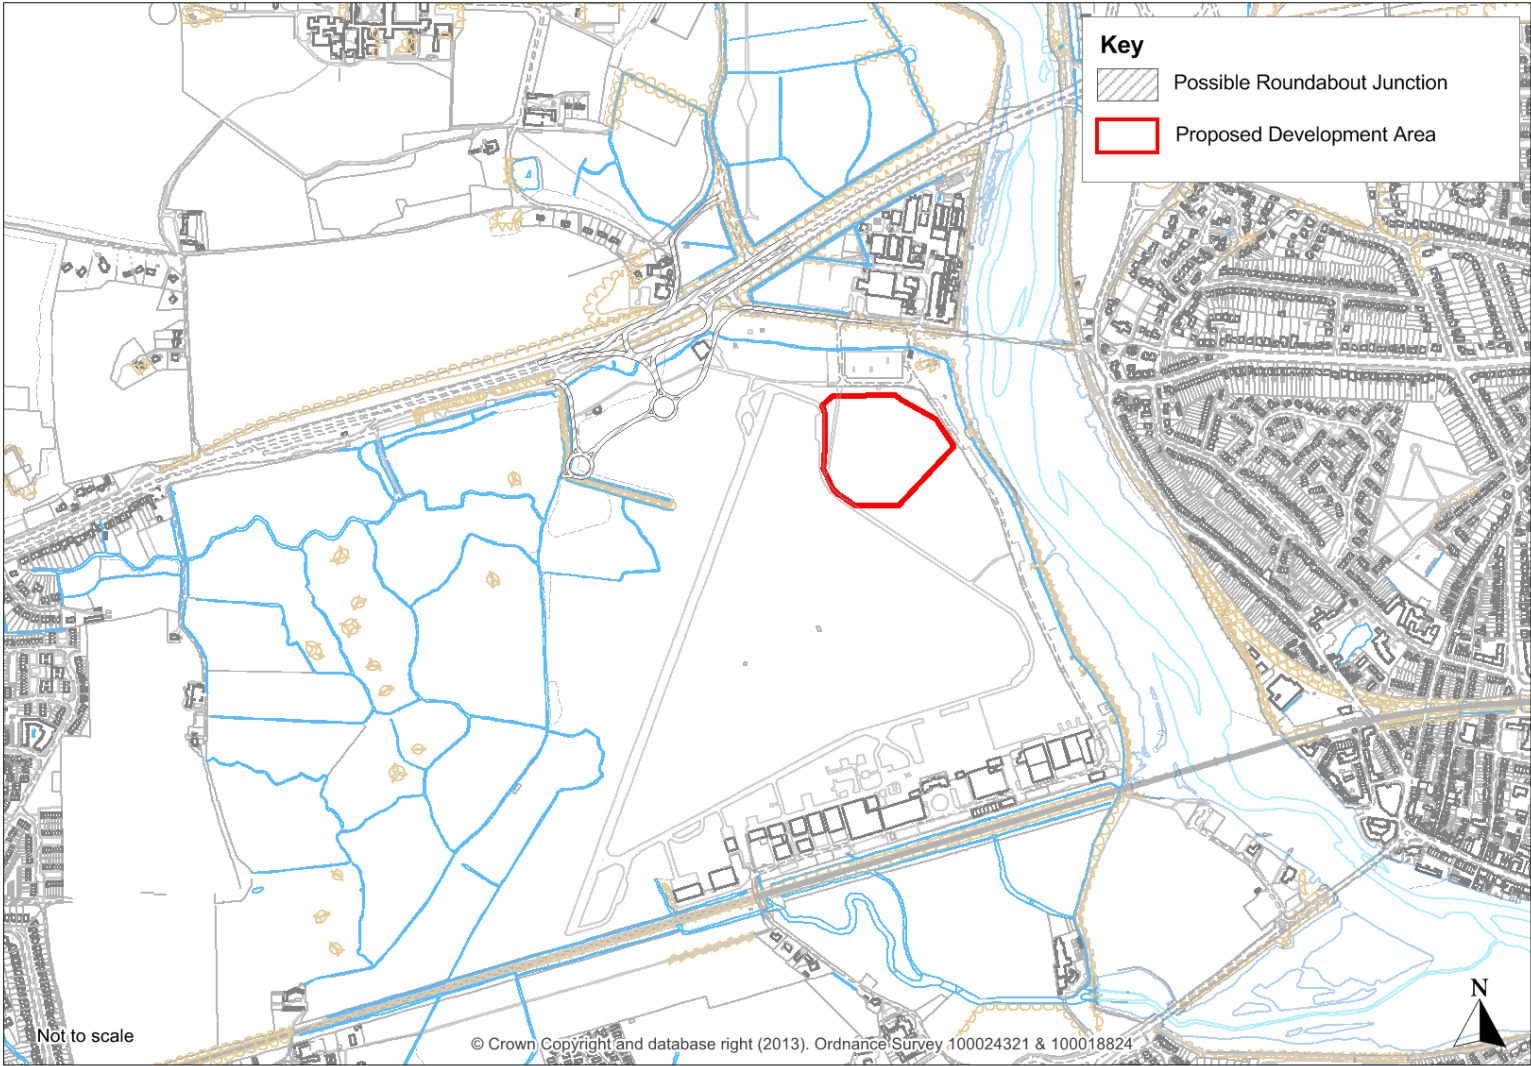 Key
Possible Roundabout Junction
Proposed Development Area
N
Not to scale
© Crown Copyright and database right (2013). Ordnance Survey 100024321 & 100018824